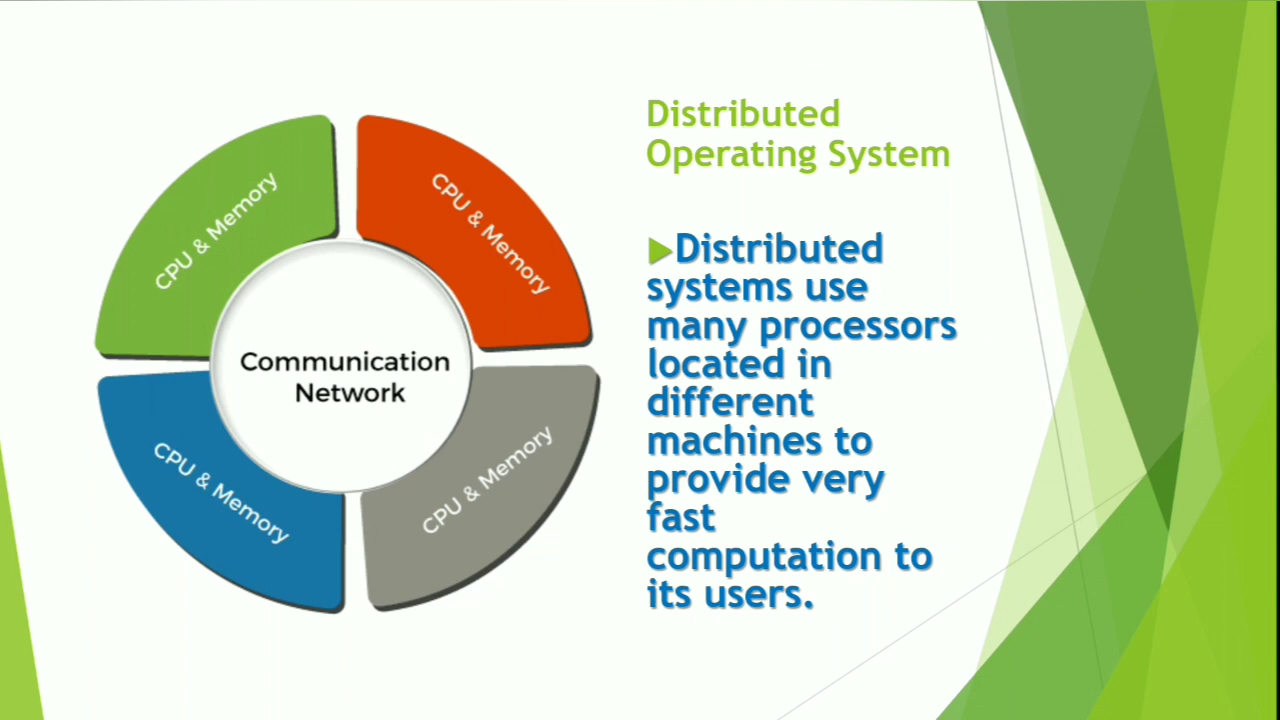 CPU & Memory
CPU & Memory
Communication
Network
CPU & Memory
CPU & Memory
Distributed
Operating System
Distributed
systems use
many processors
located in
different
machines to
provide very
fast
computation to
its users.